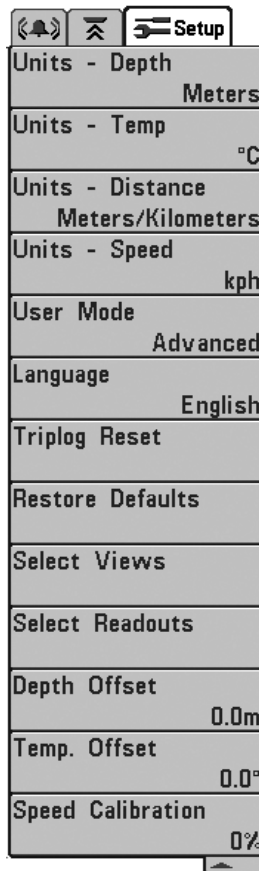 Setup
Units - Depth
Meters
Units - Temp
°C
Units - Distance
Meters/Kilometers
Units - Speed
kph
User Mode
Advanced
Language
English
Triplog Reset
Restore Defaults
Select Views
Select Readouts
Depth Offset
0.0m
Temp. Offset
0.0°
Speed Calibration
0%